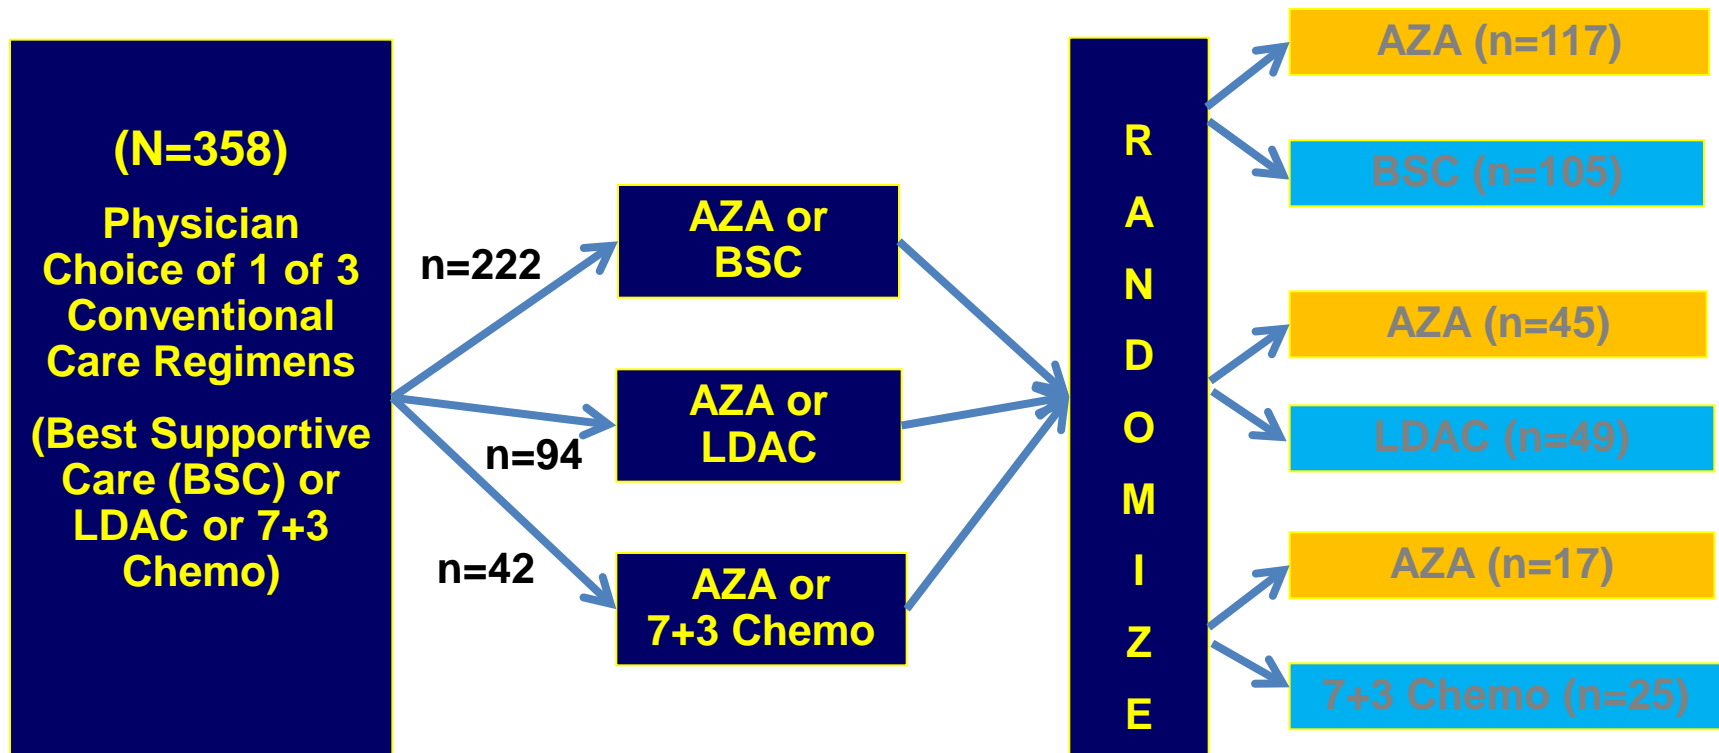 (N=358)
Physician
Choice of 1 of 3
Conventional
Care Regimens
(Best Supportive
Care (BSC) or
LDAC or 7+3
Chemo)
n=222
n=94
n=42
AZA or
BSC
AZA or
LDAC
AZA or
7+3 Chemo
R
A
N
D
O
M
I
Z
E
AZA (n=117)
BSC (n=105)
AZA (n=45)
LDAC (n=49)
AZA (n=17)
7+3 Chemo (n=25)